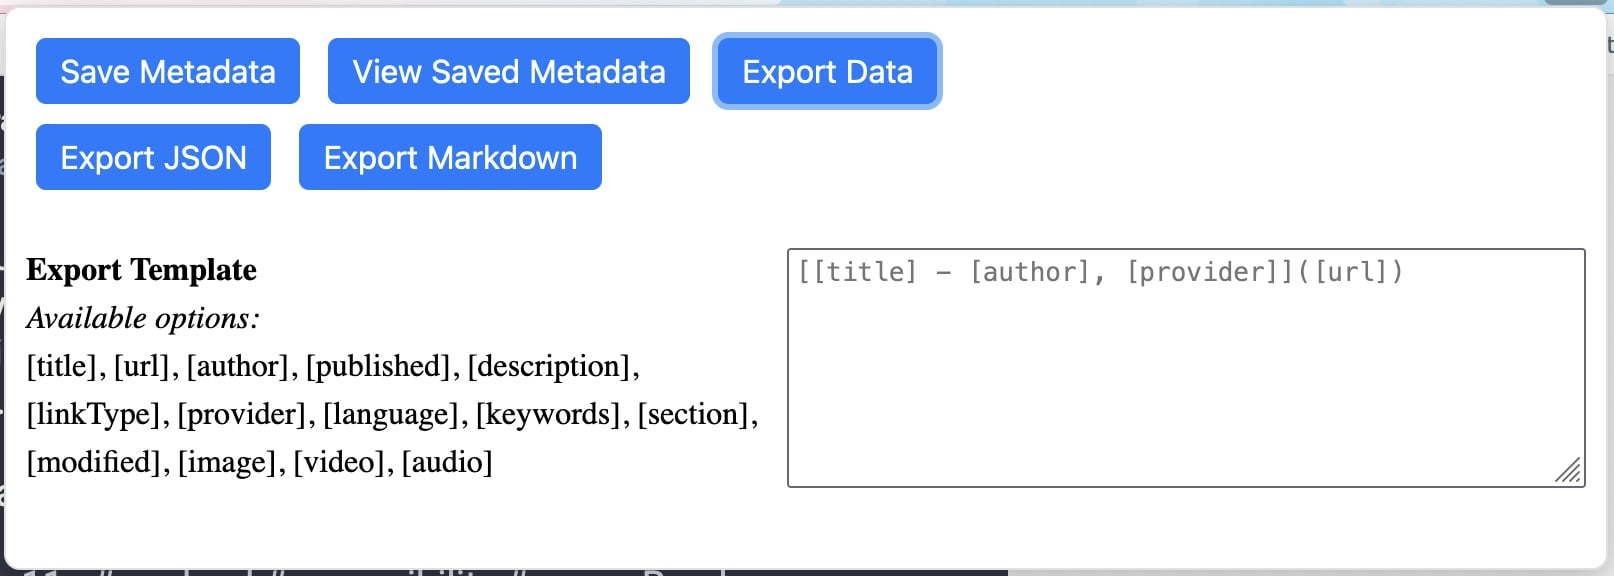 Save Metadata View Saved Metadata Export Data
Export JSON Export Markdown
Export Template
Available options:
[title], [url], [author], [published], [description],
[linkType], [provider], [language], [keywords], [section],
[modified], [image], [video], [audio]
[[title] - [author], [provider]]([url])